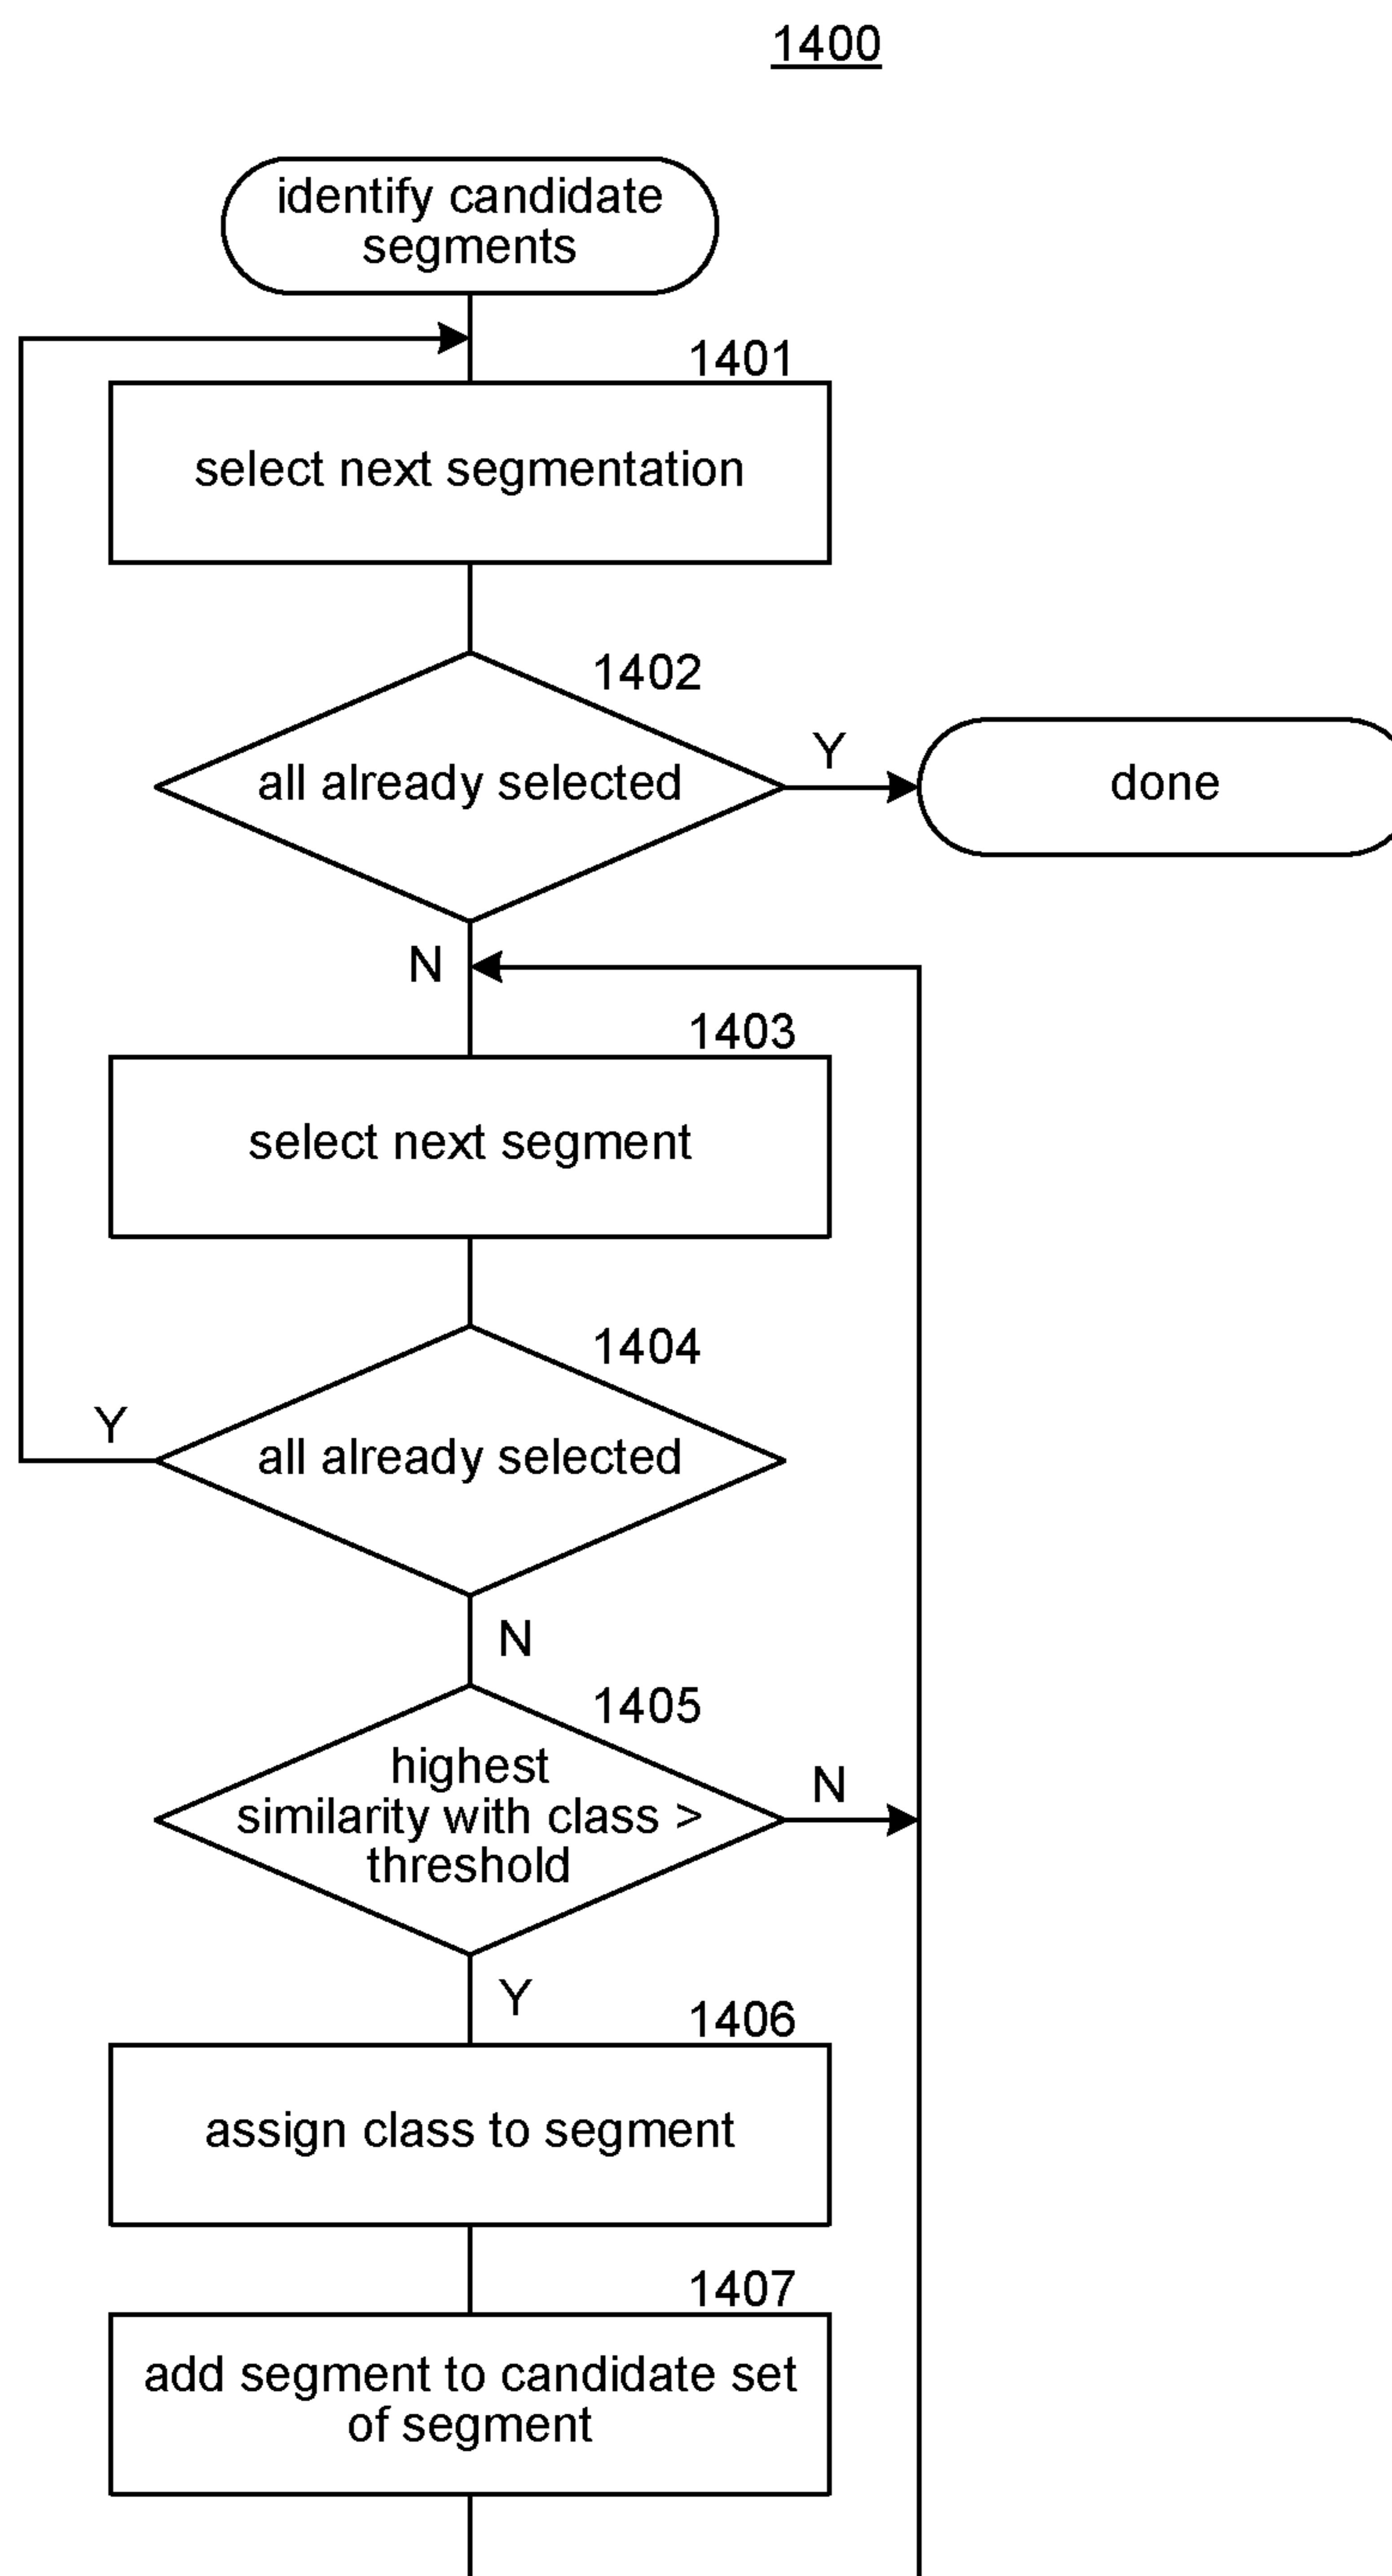 1400
identify candidate
segments
1401
select next segmentation
1402
all already selected
Y
done
N
1403
select next segment
1404
all already selected
Y
N
1405
highest
similarity with class >
threshold
N
Y
1406
assign class to segment
1407
add segment to candidate set
of segment